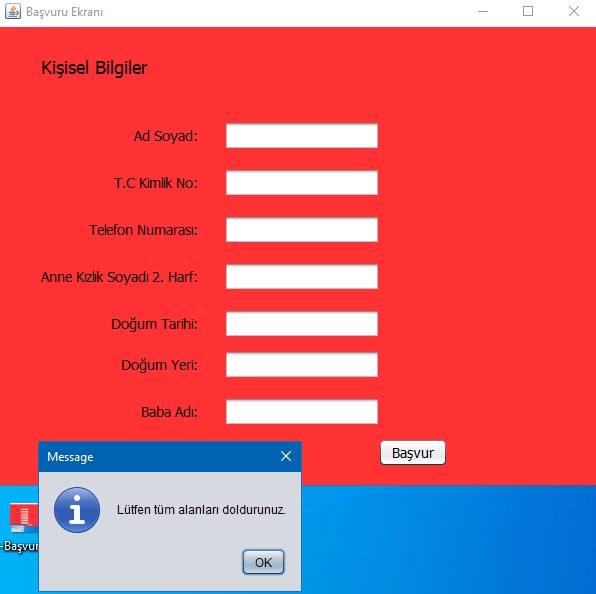 Başvuru Ekranı
Kişisel Bilgiler
Ad Soyad:
T.C Kimlik No:
Telefon Numarası:
Anne Kızlık Soyadı 2. Harf:
Doğum Tarihi:
Doğum Yeri:
Baba Adı:
Başvur
Message
Lütfen tüm alanları doldurunuz.
OK
-Başvur